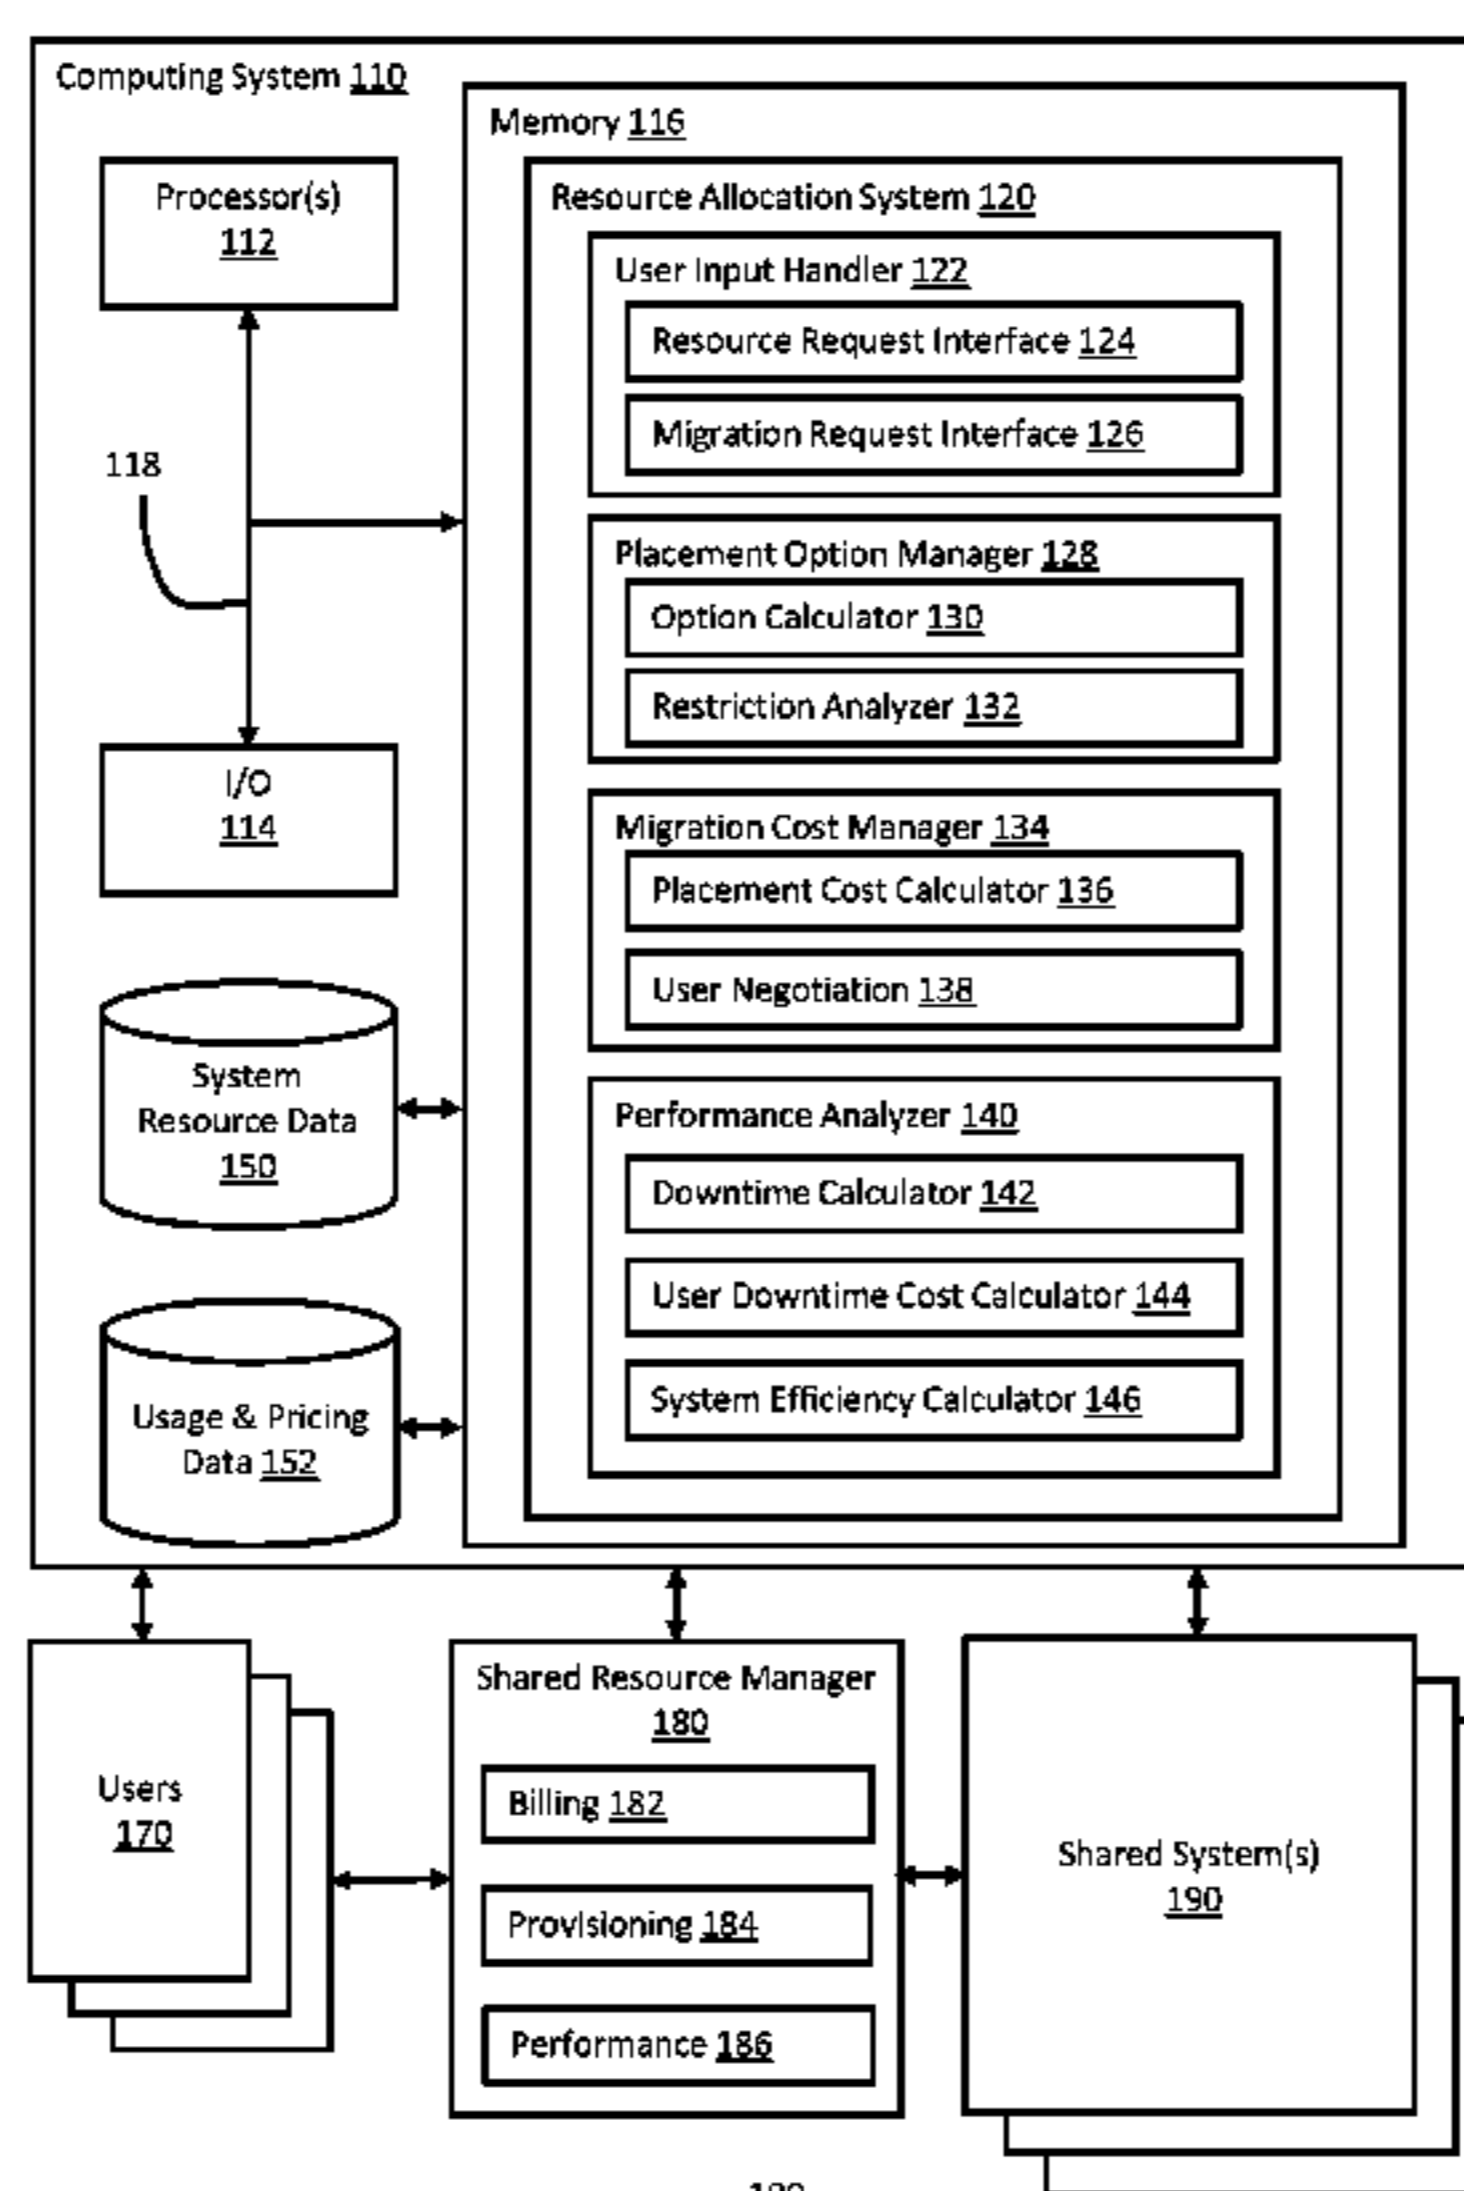 Computing System 110
Memory 116
Processor(s)
112
Resource Allocation System 120
User Input Handler 122
Resource Request Interface 124
Migration Request Interface 126
118
Placement Option Manager 128
Option Calculator 130
Restriction Analyzer 132
I/O
114
Migration Cost Manager 134
Placement Cost Calculator 136
User Negotiation 138
System
Resource Data
150
Performance Analyzer 140
Downtime Calculator 142
User Downtime Cost Calculator 144
System Efficiency Calculator 146
Usage & Pricing
Data 152
Users
170
Shared Resource Manager
180
Billing 182
Provisioning 184
Performance 186
Shared System(s)
190